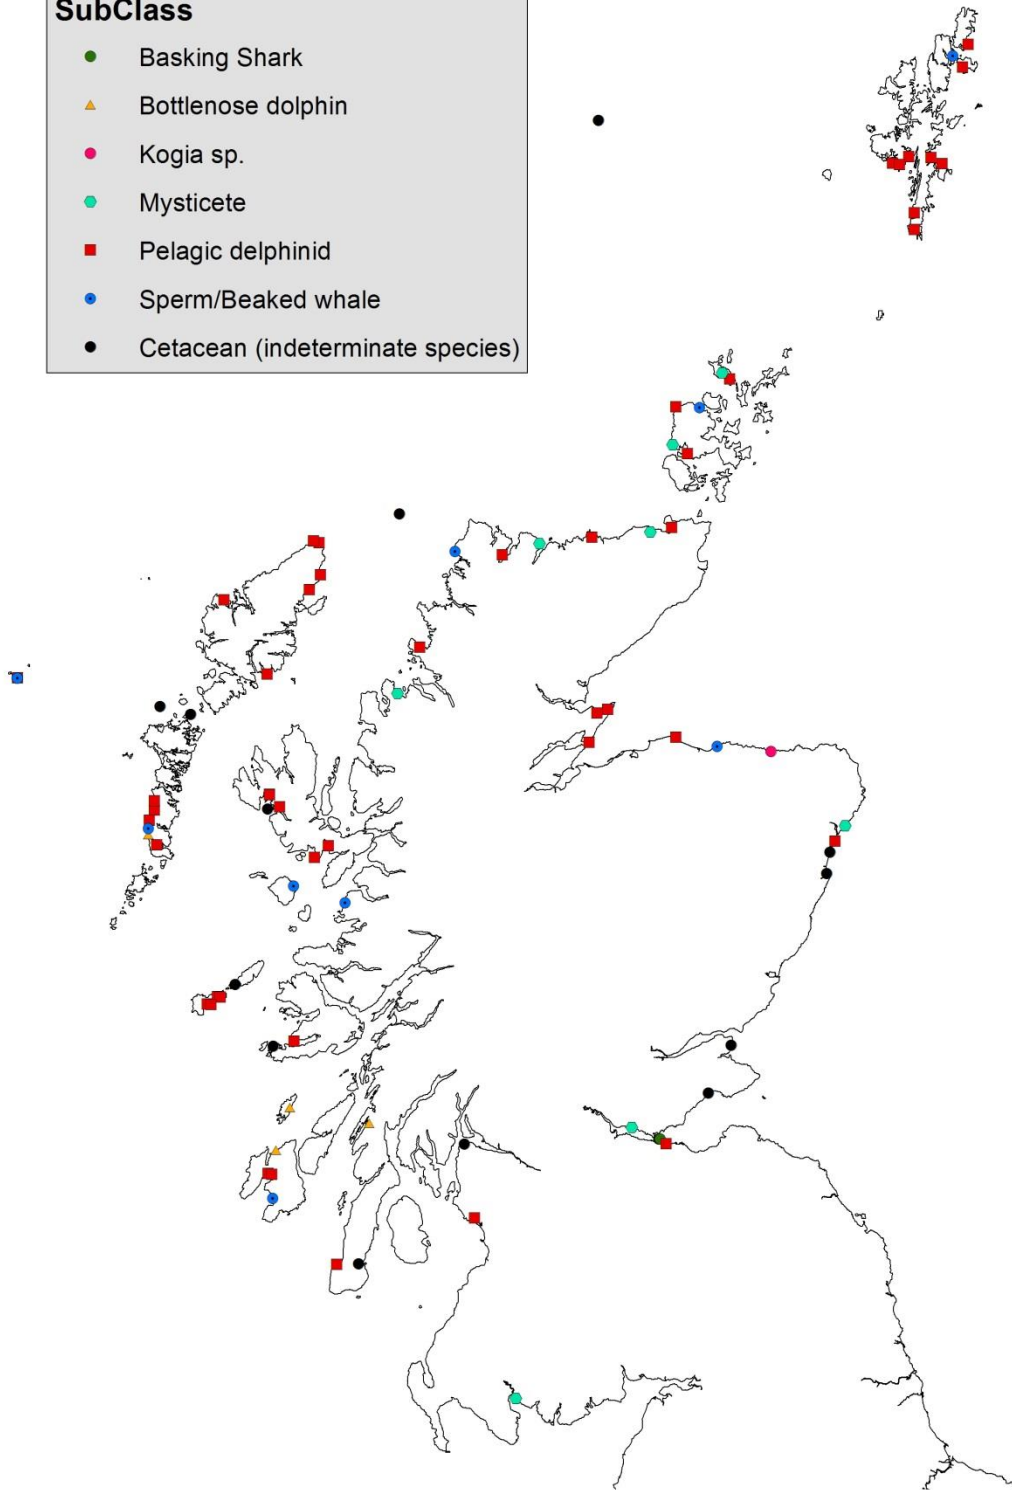 SubClass
Basking Shark
Bottlenose dolphin
Kogia sp.
Mysticete
Pelagic delphinid
Sperm/Beaked whale
Cetacean (indeterminate species)